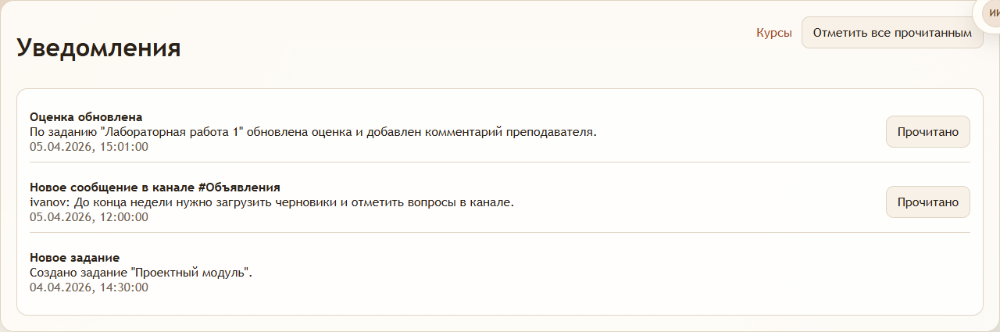 Уведомления
Курсы
Отметить все прочитанным
Оценка обновлена
По заданию "Лабораторная работа 1" обновлена оценка и добавлен комментарий преподавателя.
05.04.2026, 15:01:00
Прочитано
Новое сообщение в канале #Объявления
ivanov: До конца недели нужно загрузить черновики и отметить вопросы в канале.
05.04.2026, 12:00:00
Прочитано
Новое задание
Создано задание "Проектный модуль".
04.04.2026, 14:30:00